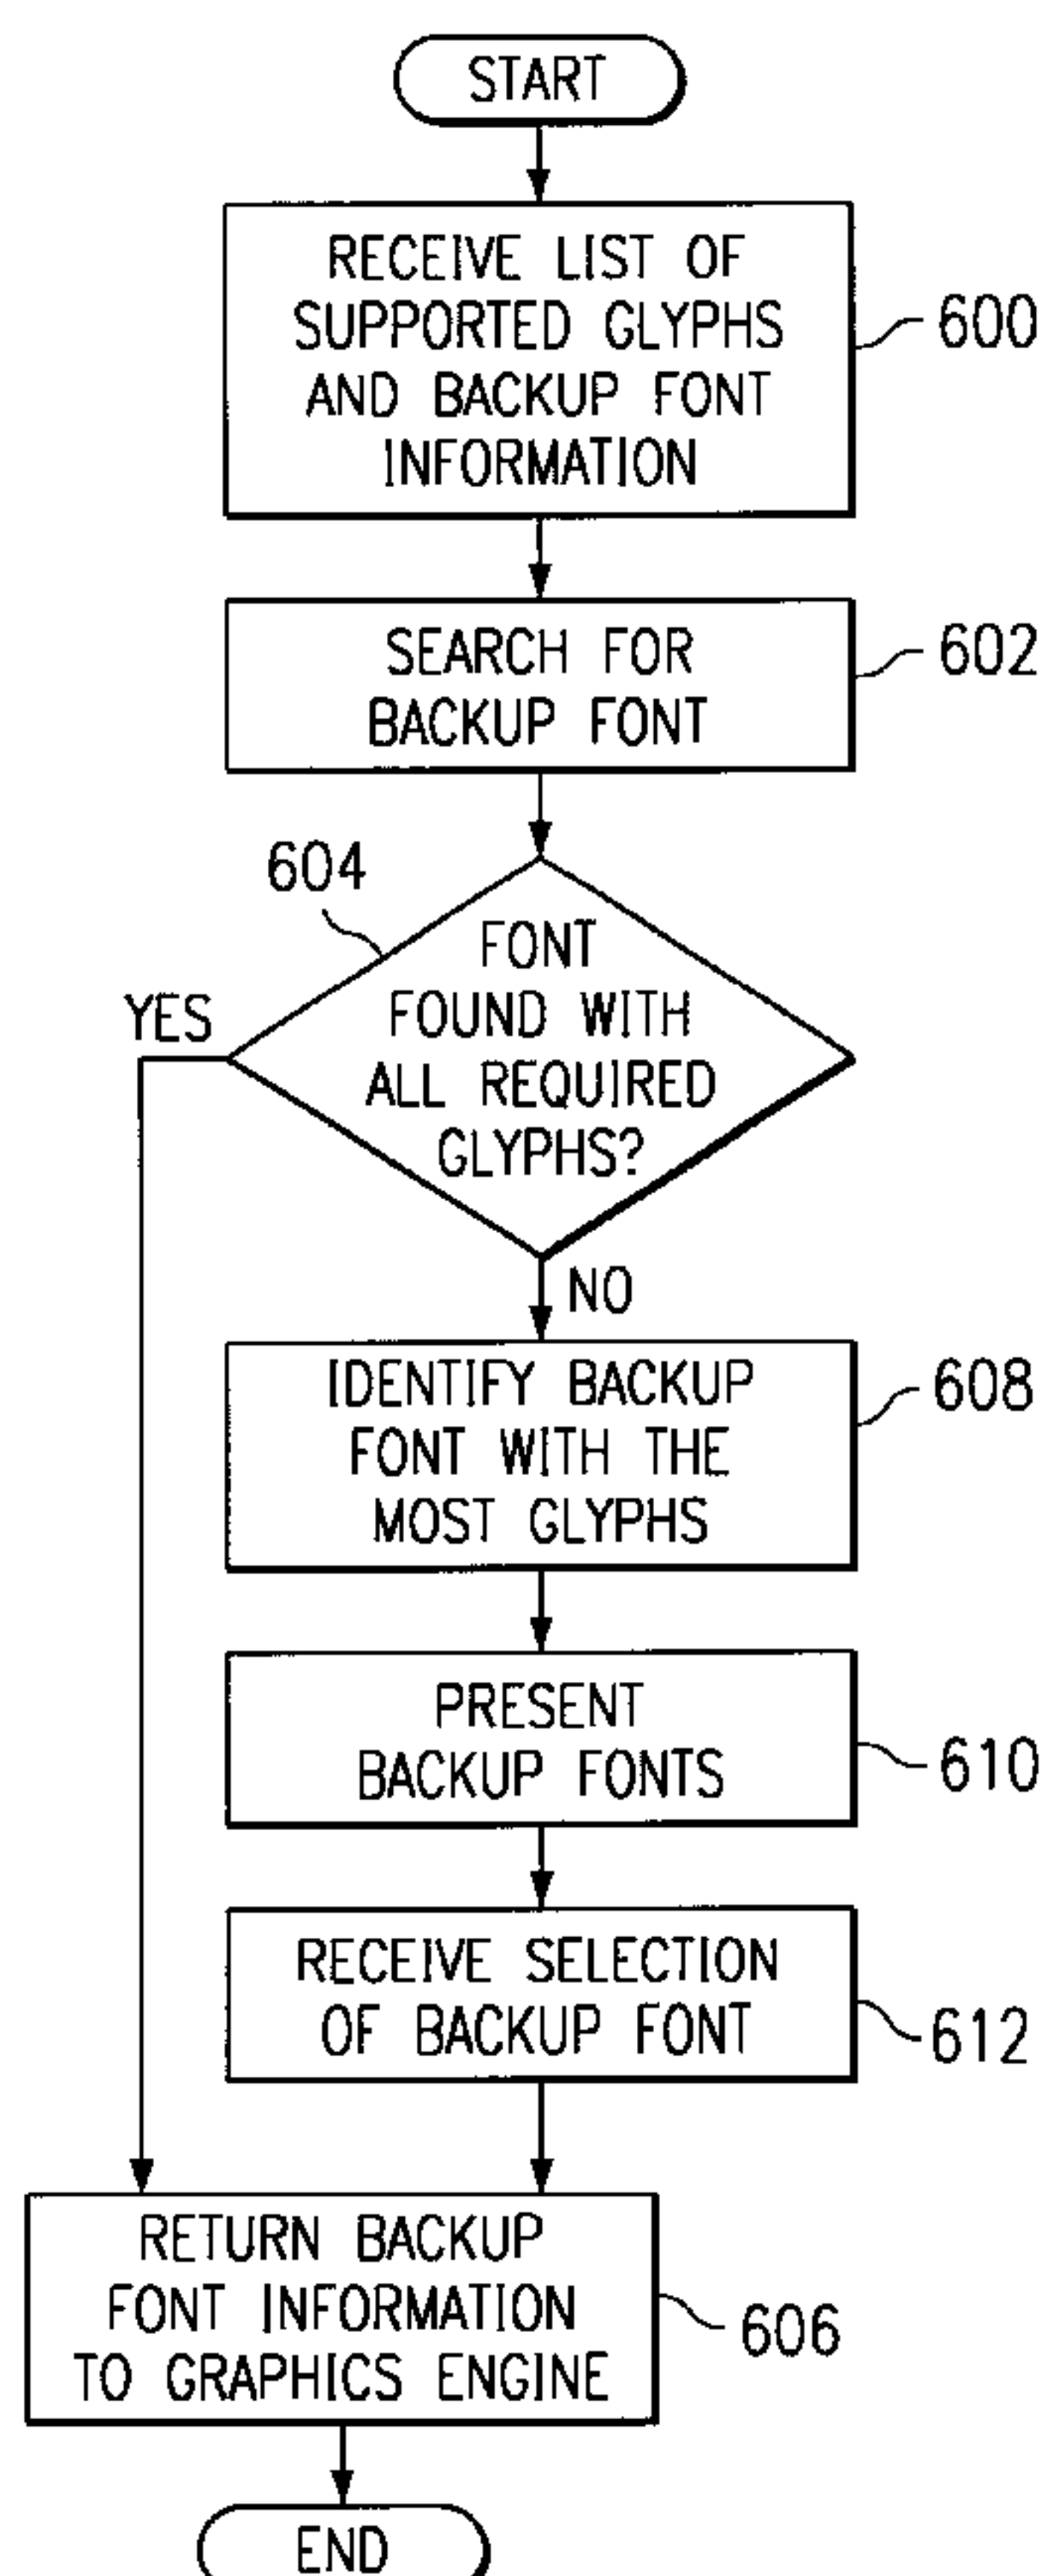 START
RECEIVE LIST OF
SUPPORTED GLYPHS
AND BACKUP FONT
INFORMATION
600
SEARCH FOR
BACKUP FONT
602
604
FONT
FOUND WITH
ALL REQUIRED
GLYPHS?
YES
NO
IDENTIFY BACKUP
FONT WITH THE
MOST GLYPHS
608
PRESENT
BACKUP FONTS
610
RECEIVE SELECTION
OF BACKUP FONT
612
RETURN BACKUP
FONT INFORMATION
TO GRAPHICS ENGINE
606
END